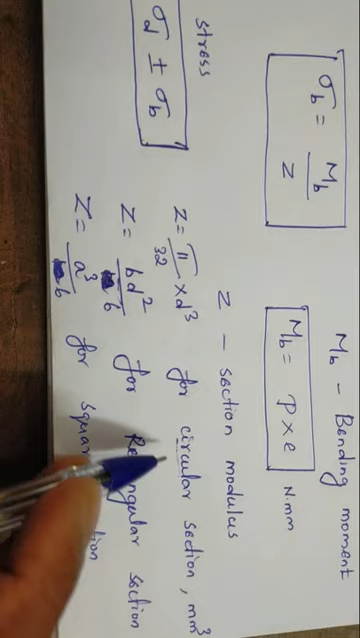 Mb - Bending moment
σb = Mb / Z
Mb = P × e N.mm
Z - section modulus
stress
σd ± σb
Z = π/32 × d³ for circular section, mm³
Z = bd²/6 for section
Z = a³/6 for